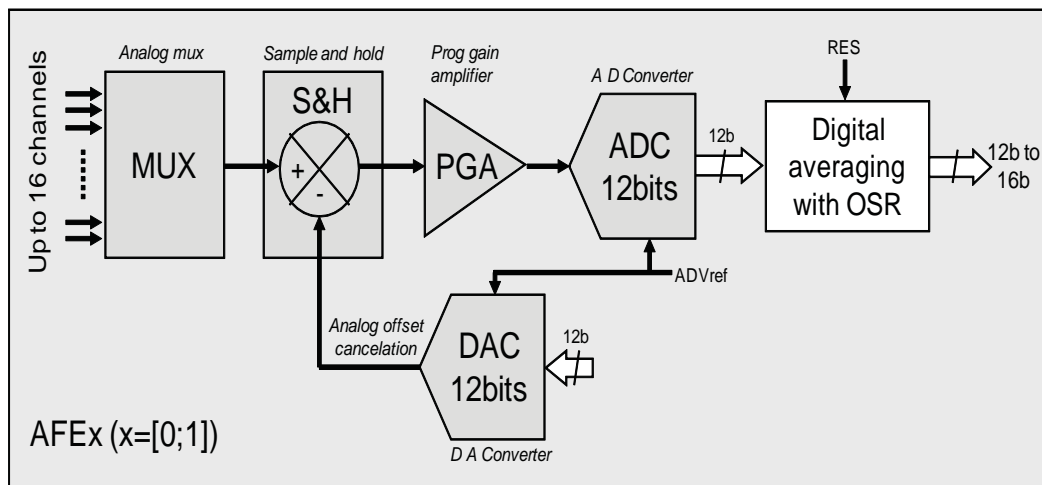 Analog mux
Sample and hold
Prog gain
amplifier
A D Converter
RES
Up to 16 channels
MUX
S&H
+
-
PGA
ADC
12bits
12b
Digital
averaging
with OSR
12b to
16b
ADVref
Analog offset
cancelation
DAC
12bits
12b
D A Converter
AFEx (x=[0;1])